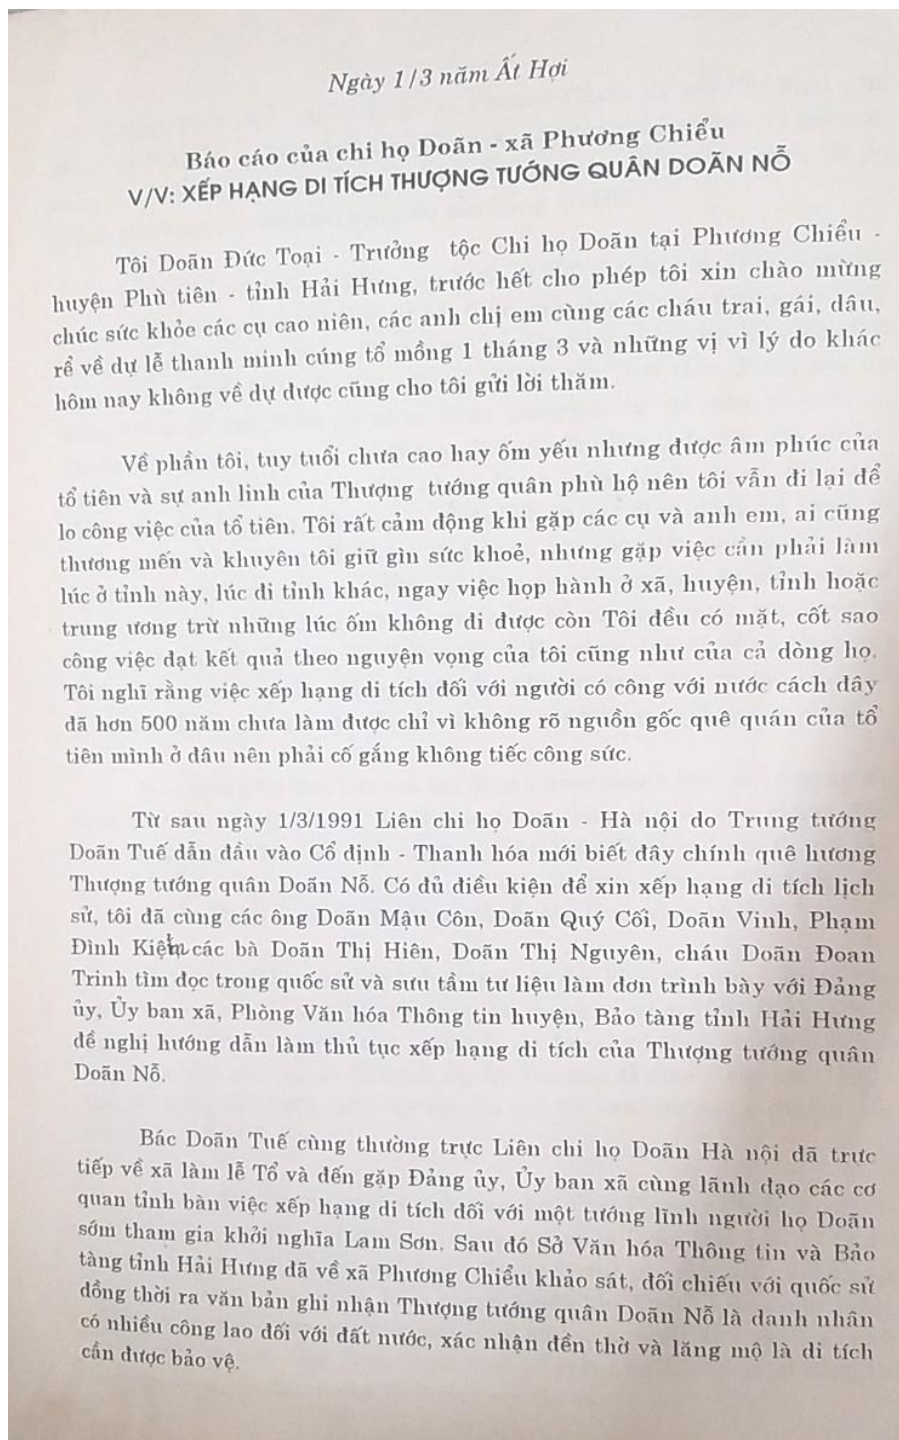 Ngày 1/3 năm Ất Hợi
Báo cáo của chi họ Doãn - xã Phương Chiểu
V/V: XẾP HẠNG DI TÍCH THƯỢNG TƯỚNG QUÂN DOÃN NỖ
Tôi Doãn Đức Toại - Trưởng tộc Chi họ Doãn tại Phương Chiểu -
huyện Phù tiên - tỉnh Hải Hưng, trước hết cho phép tôi xin chào mừng
chúc sức khỏe các cụ cao niên, các anh chị em cùng các cháu trai, gái, dâu,
rể về dự lễ thanh minh cúng tổ mồng 1 tháng 3 và những vị vì lý do khác
hôm nay không về dự được cũng cho tôi gửi lời thăm.
Về phần tôi, tuy tuổi chưa cao hay ốm yếu nhưng được âm phúc của
tổ tiên và sự anh linh của Thượng tướng quân phù hộ nên tôi vẫn đi lại để
lo công việc của tổ tiên. Tôi rất cảm động khi gặp các cụ và anh em, ai cũng
thương mến và khuyên tôi giữ gìn sức khoẻ, nhưng gặp việc cần phải làm
lúc ở tỉnh này, lúc đi tỉnh khác, ngay việc họp hành ở xã, huyện, tỉnh hoặc
trung ương trừ những lúc ốm không đi được còn Tôi đều có mặt, cốt sao
công việc đạt kết quả theo nguyện vọng của tôi cũng như của cả dòng họ.
Tôi nghĩ rằng việc xếp hạng di tích đối với người có công với nước cách đây
đã hơn 500 năm chưa làm được chỉ vì không rõ nguồn gốc quê quán của tổ
tiên mình ở đâu nên phải cố gắng không tiếc công sức.
Từ sau ngày 1/3/1991 Liên chi họ Doãn - Hà nội do Trung tướng
Doãn Tuế dẫn đầu vào Cổ định - Thanh hóa mới biết đây chính quê hương
Thượng tướng quân Doãn Nỗ. Có đủ điều kiện để xin xếp hạng di tích lịch
sử, tôi đã cùng các ông Doãn Mậu Côn, Doãn Quý Cối, Doãn Vinh, Phạm
Đình Kiệm các bà Doãn Thị Hiên, Doãn Thị Nguyên, cháu Doãn Đoan
Trinh tìm đọc trong quốc sử và sưu tầm tư liệu làm đơn trình bày với Đảng
ủy, Ủy ban xã, Phòng Văn hóa Thông tin huyện, Bảo tàng tỉnh Hải Hưng
đề nghị hướng dẫn làm thủ tục xếp hạng di tích của Thượng tướng quân
Doãn Nỗ.
Bác Doãn Tuế cùng thường trực Liên chi họ Doãn Hà nội đã trực
tiếp về xã làm lễ Tổ và đến gặp Đảng ủy, Ủy ban xã cùng lãnh đạo các cơ
quan tỉnh bàn việc xếp hạng di tích đối với một tướng lĩnh người họ Doãn
sớm tham gia khởi nghĩa Lam Sơn. Sau đó Sở Văn hóa Thông tin và Bảo
tàng tỉnh Hải Hưng đã về xã Phương Chiểu khảo sát, đối chiếu với quốc sử
đồng thời ra văn bản ghi nhận Thượng tướng quân Doãn Nỗ là danh nhân
có nhiều công lao đối với đất nước, xác nhận đền thờ và lăng mộ là di tích
cần được bảo vệ.